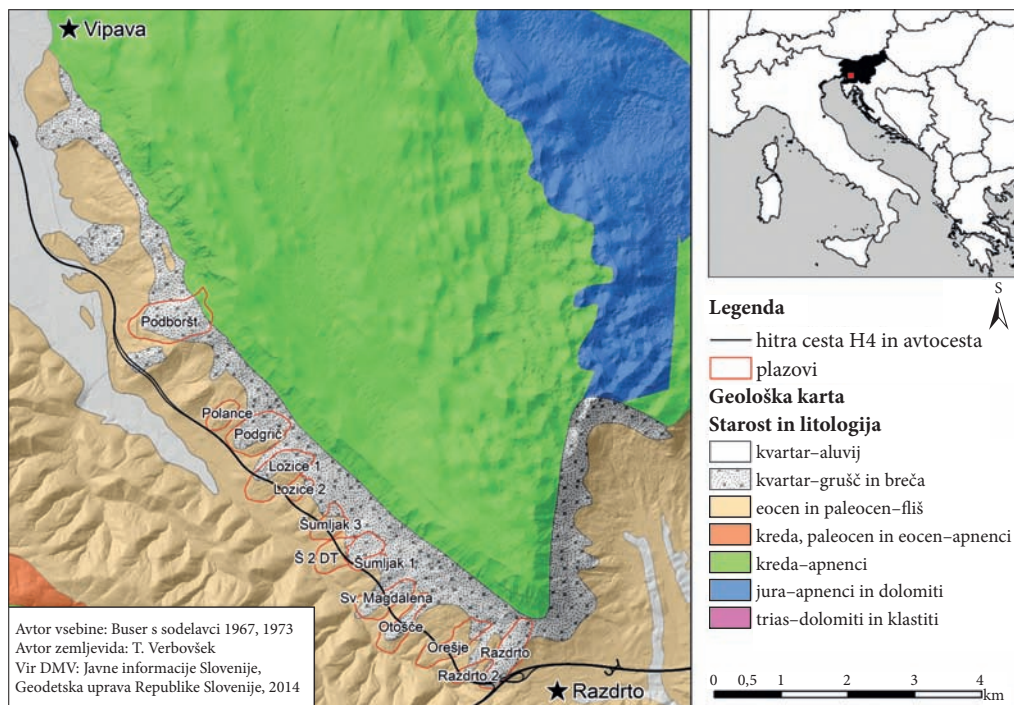 Vipava
Podboršt
Polance
Podgrič
Lozice 1
Lozice 2
Šumljak 3
Š 2 DT
Šumljak 1
Sv. Magdalena
Otošče
Orešje
Razdrto
Razdrto 2
Razdrto
Avtor vsebine: Buser s sodelavci 1967, 1973
Avtor zemljevida: T. Verbovšek
Vir DMV: Javne informacije Slovenije,
Geodetska uprava Republike Slovenije, 2014
S
Legenda
hitra cesta H4 in avtocesta
plazovi
Geološka karta
Starost in litologija
kvartar–aluvij
kvartar–grušč in breča
eocen in paleocen–fliš
kreda, paleocen in eocen–apnenci
kreda–apnenci
jura–apnenci in dolomiti
trias–dolomiti in klastiti
0 0,5 1 2 3 4
km